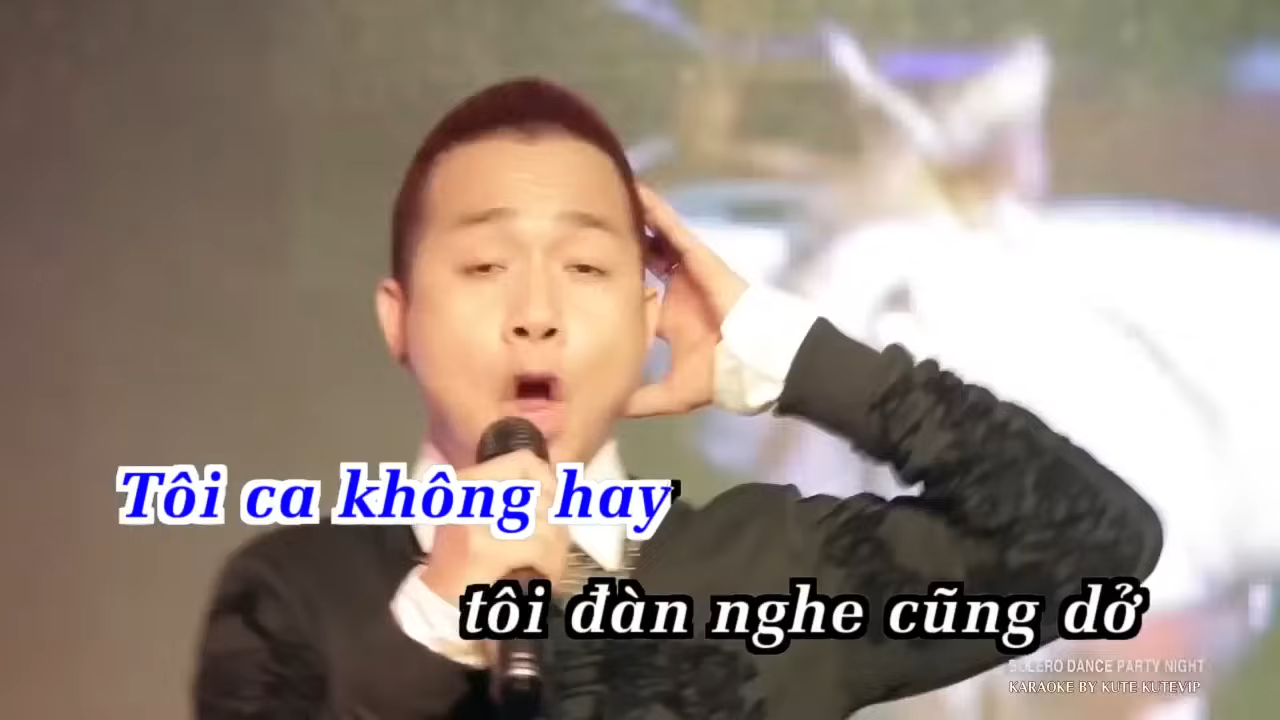 Tôi ca không hay
tôi đàn nghe cũng dở
BOLERO DANCE PARTY NIGHT
KARAOKE BY KUTE KUTEVIP